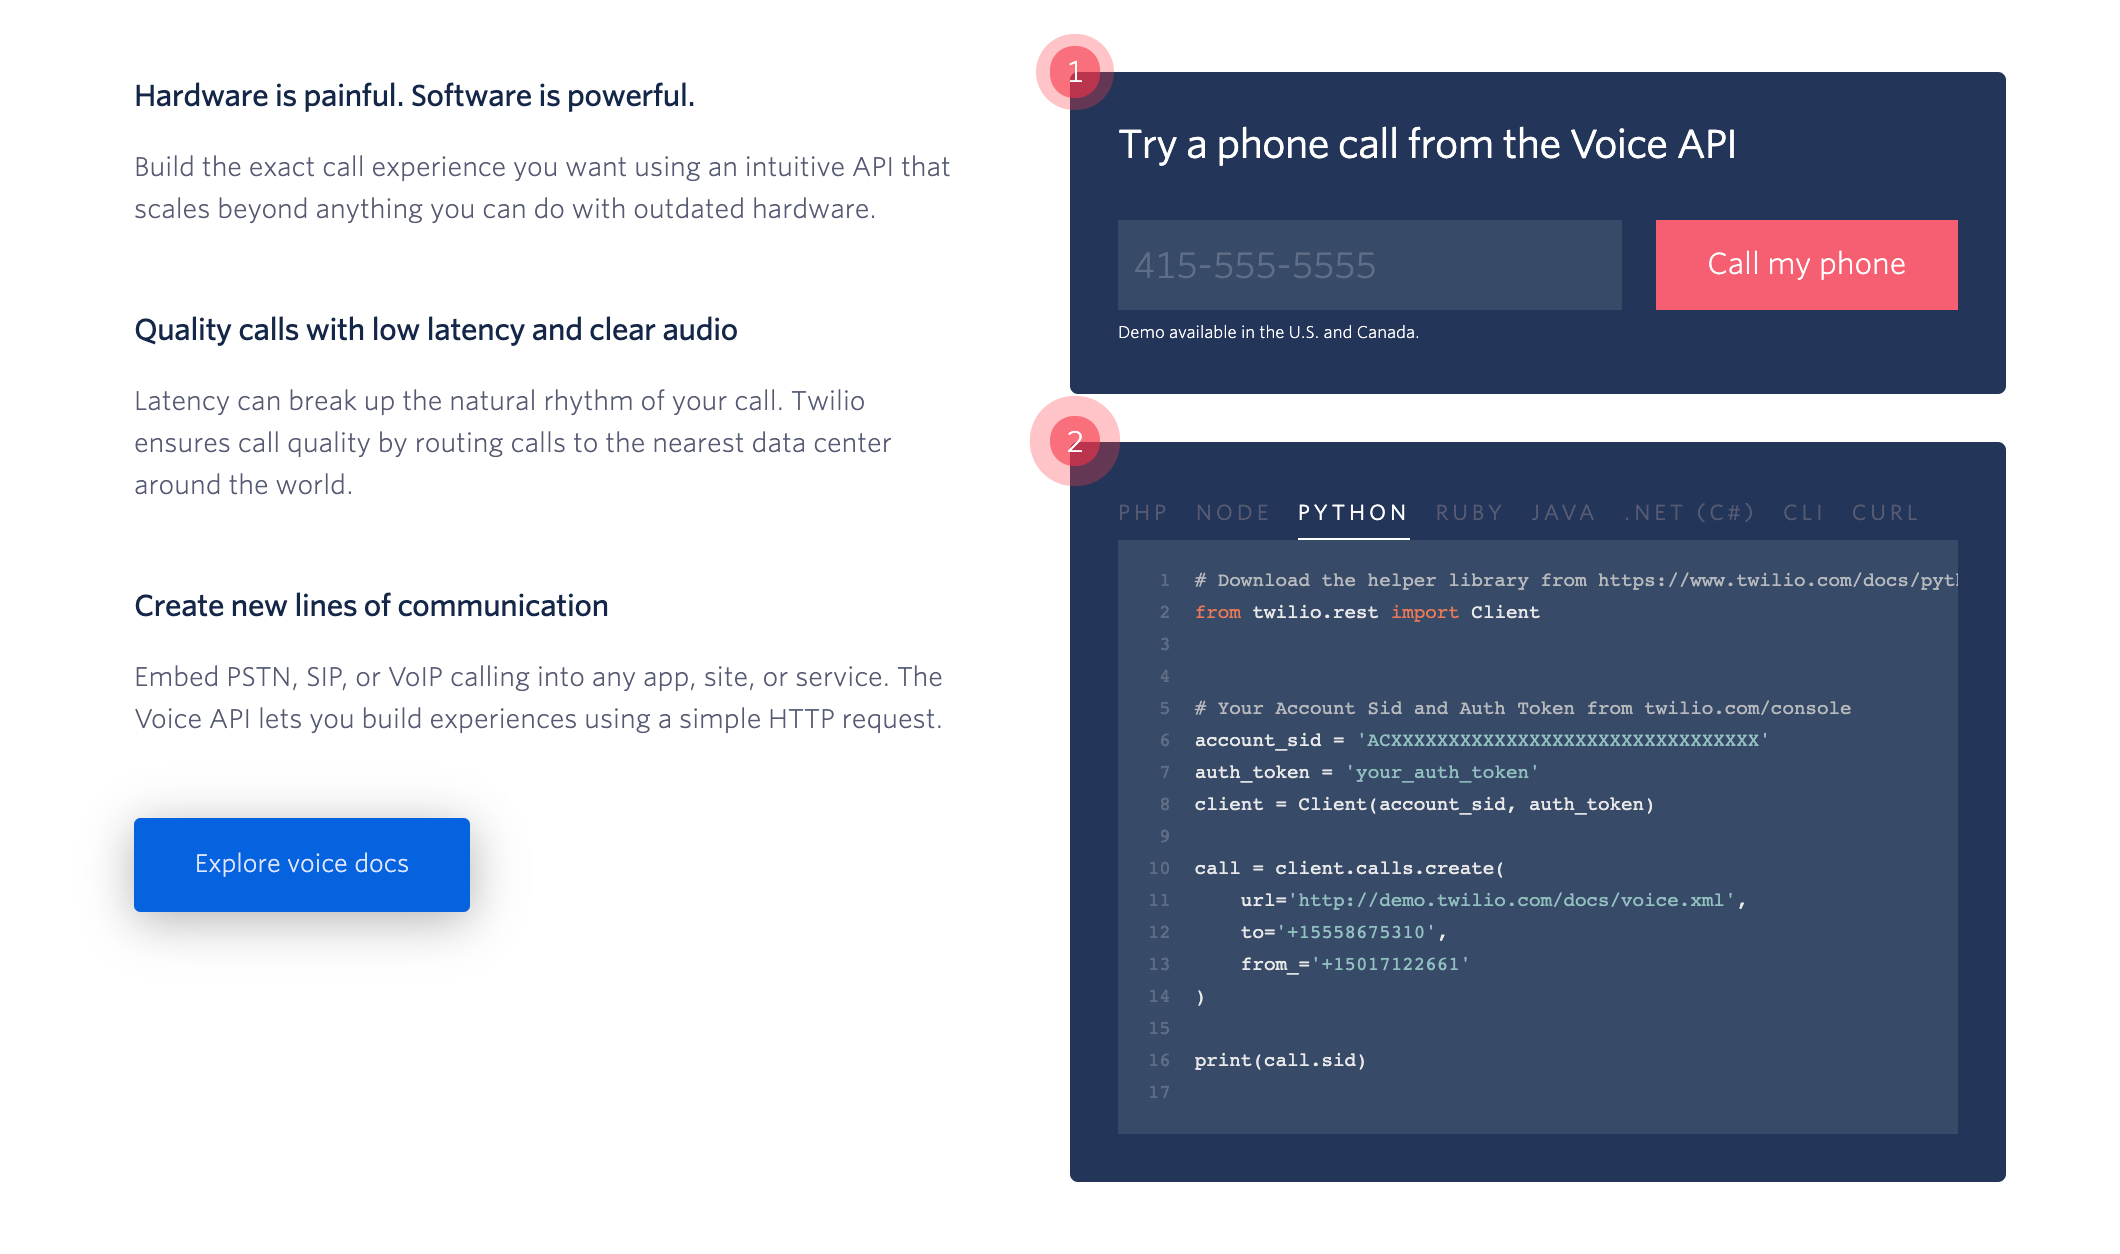 Hardware is painful. Software is powerful.
Build the exact call experience you want using an intuitive API that
scales beyond anything you can do with outdated hardware.
Quality calls with low latency and clear audio
Latency can break up the natural rhythm of your call. Twilio
ensures call quality by routing calls to the nearest data center
around the world.
Create new lines of communication
Embed PSTN, SIP, or VoIP calling into any app, site, or service. The
Voice API lets you build experiences using a simple HTTP request.
Explore voice docs
1
Try a phone call from the Voice API
415-555-5555
Call my phone
Demo available in the U.S. and Canada.
2
PHP NODE PYTHON RUBY JAVA .NET (C#) CLI CURL
1 # Download the helper library from https://www.twilio.com/docs/pyth
2 from twilio.rest import Client
3
4
5 # Your Account Sid and Auth Token from twilio.com/console
6 account_sid = 'ACXXXXXXXXXXXXXXXXXXXXXXXXXXXXXXXX'
7 auth_token = 'your_auth_token'
8 client = Client(account_sid, auth_token)
9
10 call = client.calls.create(
11 url='http://demo.twilio.com/docs/voice.xml',
12 to='+15558675310',
13 from_='+15017122661'
14 )
15
16 print(call.sid)
17